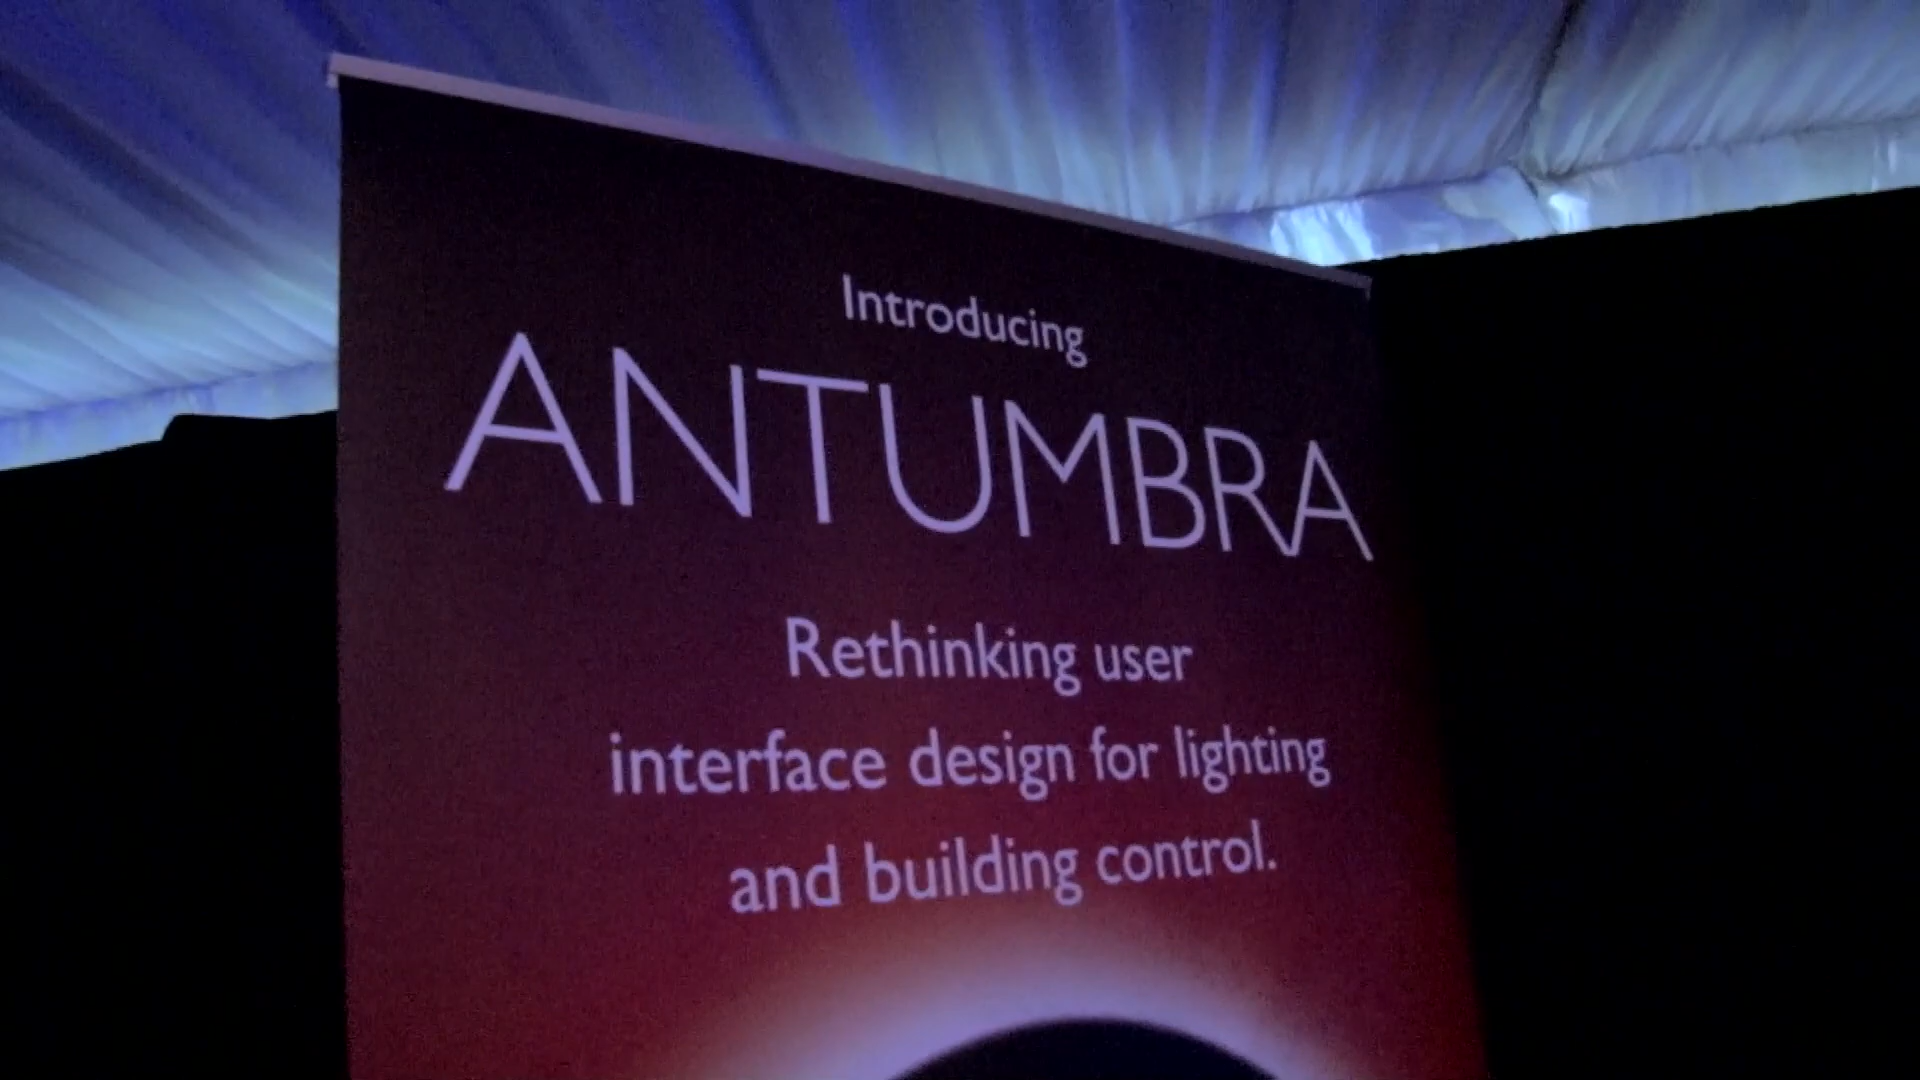 Introducing
ANTUMBRA
Rethinking user
interface design for lighting
and building control.